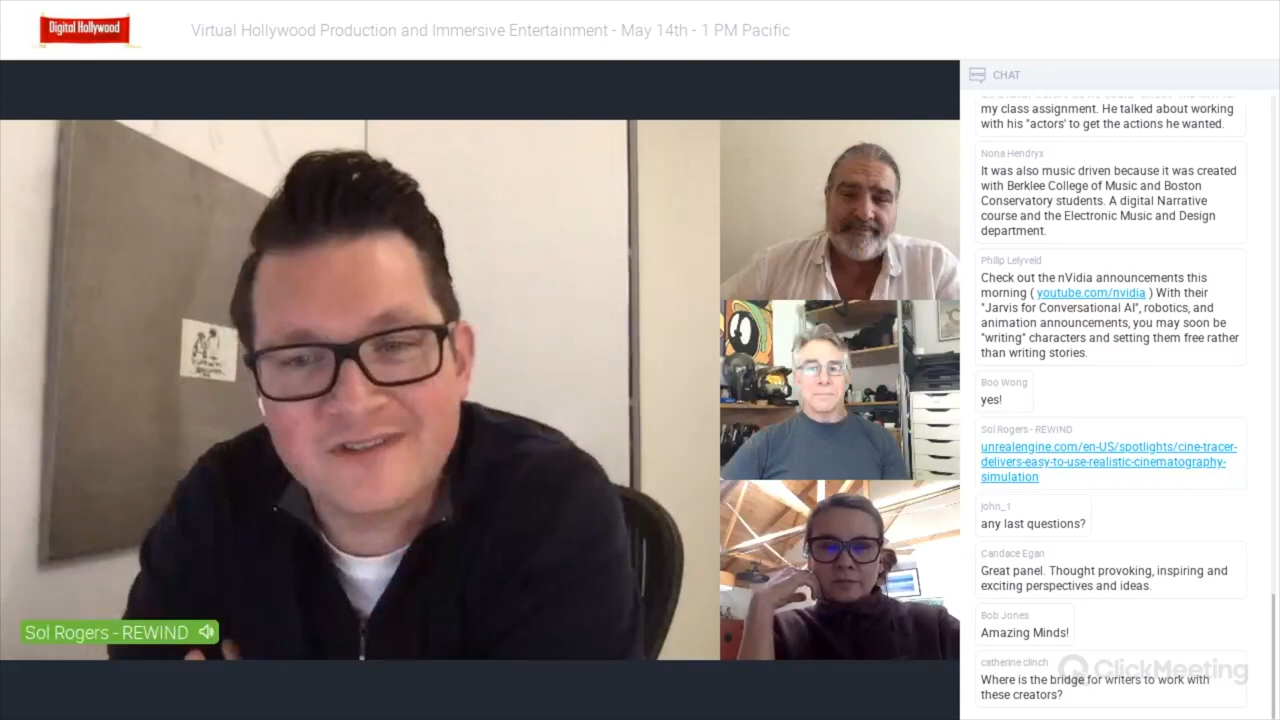 Digital Hollywood
Virtual Hollywood Production and Immersive Entertainment - May 14th - 1 PM Pacific
CHAT
my class assignment. He talked about working
with his "actors' to get the actions he wanted.
Nona Hendryx
It was also music driven because it was created
with Berklee College of Music and Boston
Conservatory students. A digital Narrative
course and the Electronic Music and Design
department.
Philip Lelyveld
Check out the nVidia announcements this
morning ( youtube.com/nvidia ) With their
"Jarvis for Conversational AI", robotics, and
animation announcements, you may soon be
"writing" characters and setting them free rather
than writing stories.
Boo Wong
yes!
Sol Rogers - REWIND
unrealengine.com/en-US/spotlights/cine-tracer-
delivers-easy-to-use-realistic-cinematography-
simulation
john_1
any last questions?
Candace Egan
Great panel. Thought provoking, inspiring and
exciting perspectives and ideas.
Bob Jones
Amazing Minds!
catherine clinch
Where is the bridge for writers to work with
these creators?
ClickMeeting
Sol Rogers - REWIND